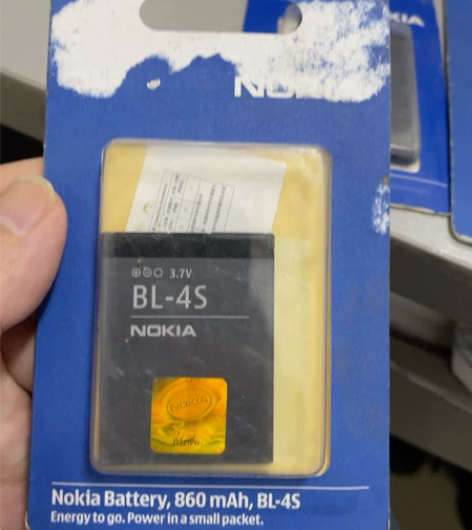 3.7V
BL-4S
NOKIA
NOKIA
Nokia Battery, 860 mAh, BL-4S
Energy to go. Power in a small packet.